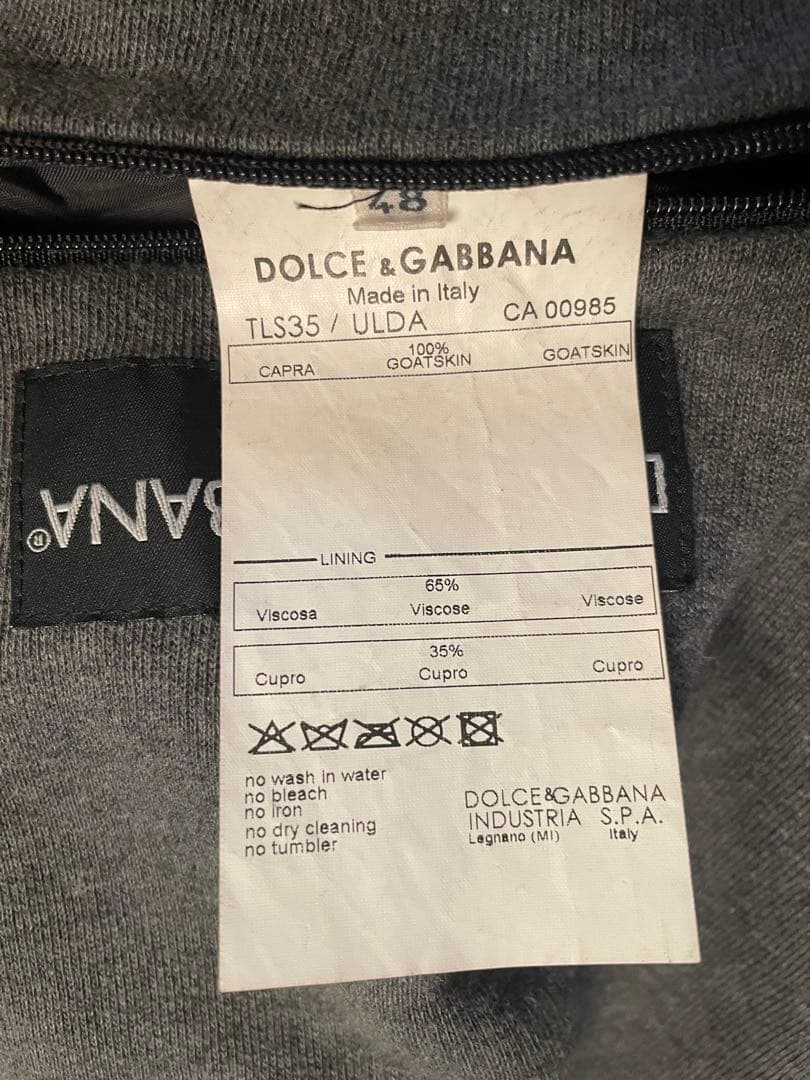 48
DOLCE & GABBANA
Made in Italy
TLS35 / ULDA CA 00985
CAPRA 100% GOATSKIN GOATSKIN
LINING
65%
Viscosa Viscose Viscose
35%
Cupro Cupro Cupro
no wash in water
no bleach
no iron
no dry cleaning
no tumbler
DOLCE&GABBANA
INDUSTRIA S.P.A.
Legnano (MI) Italy
BANA®